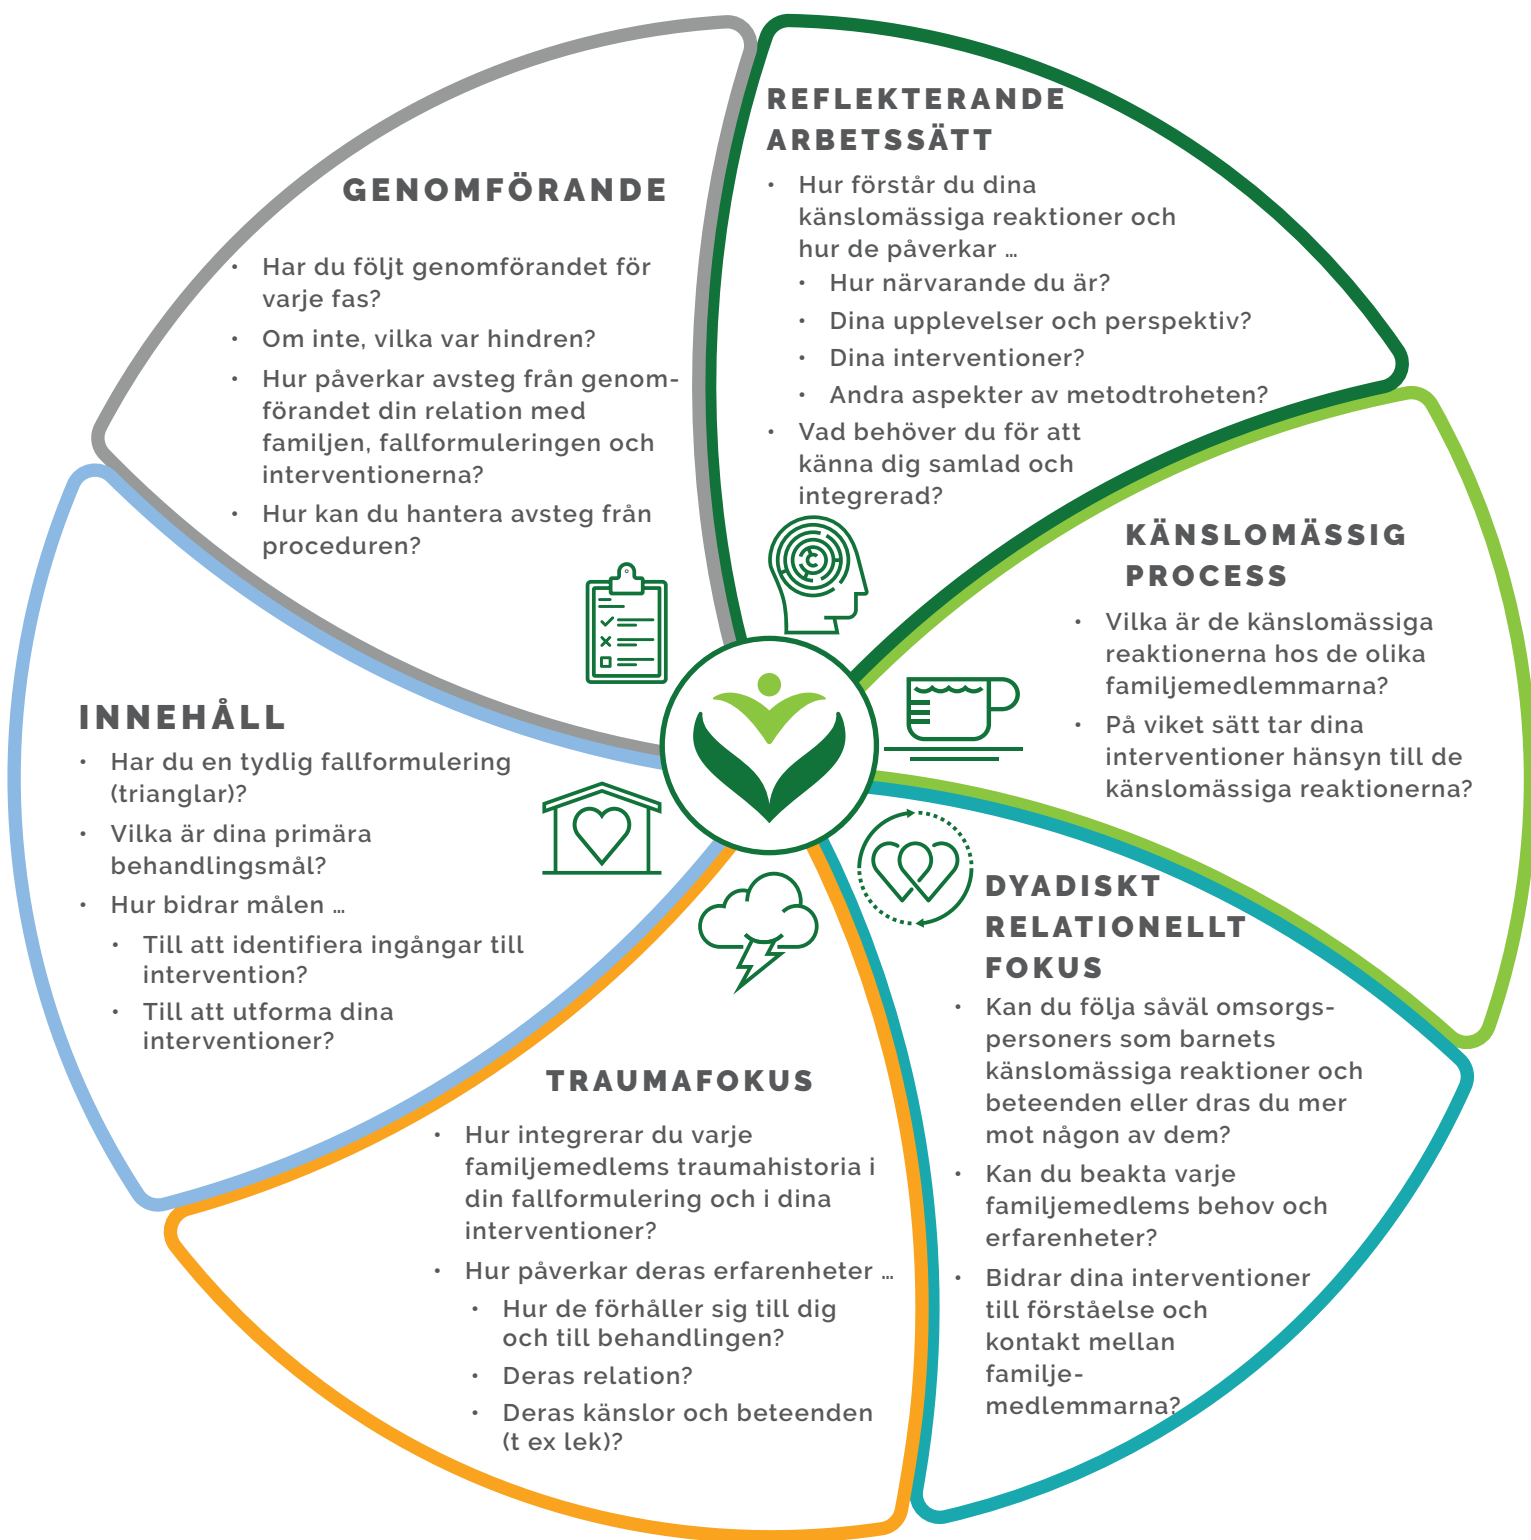 REFLEKTERANDE
ARBETSSÄTT
• Hur förstår du dina
känslomässiga reaktioner och
hur de påverkar …
• Hur närvarande du är?
• Dina upplevelser och perspektiv?
• Dina interventioner?
• Andra aspekter av metodtroheten?
• Vad behöver du för att
känna dig samlad och
integrerad?
KÄNSLOMÄSSIG
PROCESS
• Vilka är de känslomässiga
reaktionerna hos de olika
familjemedlemmarna?
• På viket sätt tar dina
interventioner hänsyn till de
känslomässiga reaktionerna?
DYADISKT
RELATIONELLT
FOKUS
• Kan du följa såväl omsorgs-
personers som barnets
känslomässiga reaktioner och
beteenden eller dras du mer
mot någon av dem?
• Kan du beakta varje
familjemedlems behov och
erfarenheter?
• Bidrar dina interventioner
till förståelse och
kontakt mellan
familje-
medlemmarna?
TRAUMAFOKUS
• Hur integrerar du varje
familjemedlems traumahistoria i
din fallformulering och i dina
interventioner?
• Hur påverkar deras erfarenheter …
• Hur de förhåller sig till dig
och till behandlingen?
• Deras relation?
• Deras känslor och beteenden
(t ex lek)?
INNEHÅLL
• Har du en tydlig fallformulering
(trianglar)?
• Vilka är dina primära
behandlingsmål?
• Hur bidrar målen …
• Till att identifiera ingångar till
intervention?
• Till att utforma dina
interventioner?
GENOMFÖRANDE
• Har du följt genomförandet för
varje fas?
• Om inte, vilka var hindren?
• Hur påverkar avsteg från genom-
förandet din relation med
familjen, fallformuleringen och
interventionerna?
• Hur kan du hantera avsteg från
proceduren?